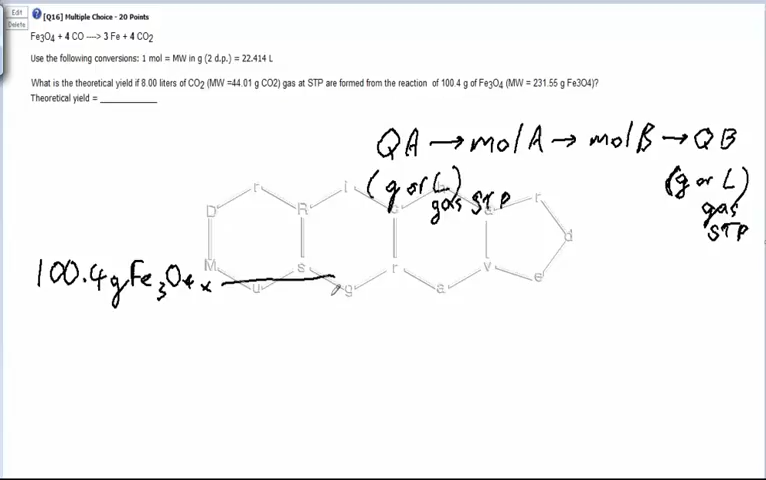 Edit
Delete
[Q16] Multiple Choice - 20 Points
Fe3O4 + 4 CO ----> 3 Fe + 4 CO2
Use the following conversions: 1 mol = MW in g (2 d.p.) = 22.414 L
What is the theoretical yield if 8.00 liters of CO2 (MW =44.01 g CO2) gas at STP are formed from the reaction of 100.4 g of Fe3O4 (MW = 231.55 g Fe3O4)?
Theoretical yield = ____________
QA → mol A → mol B → QB
(g or L) (g or L)
gas STP gas
STP
D r R i r d
M u s g r a v e
100.4 g Fe3O4 x